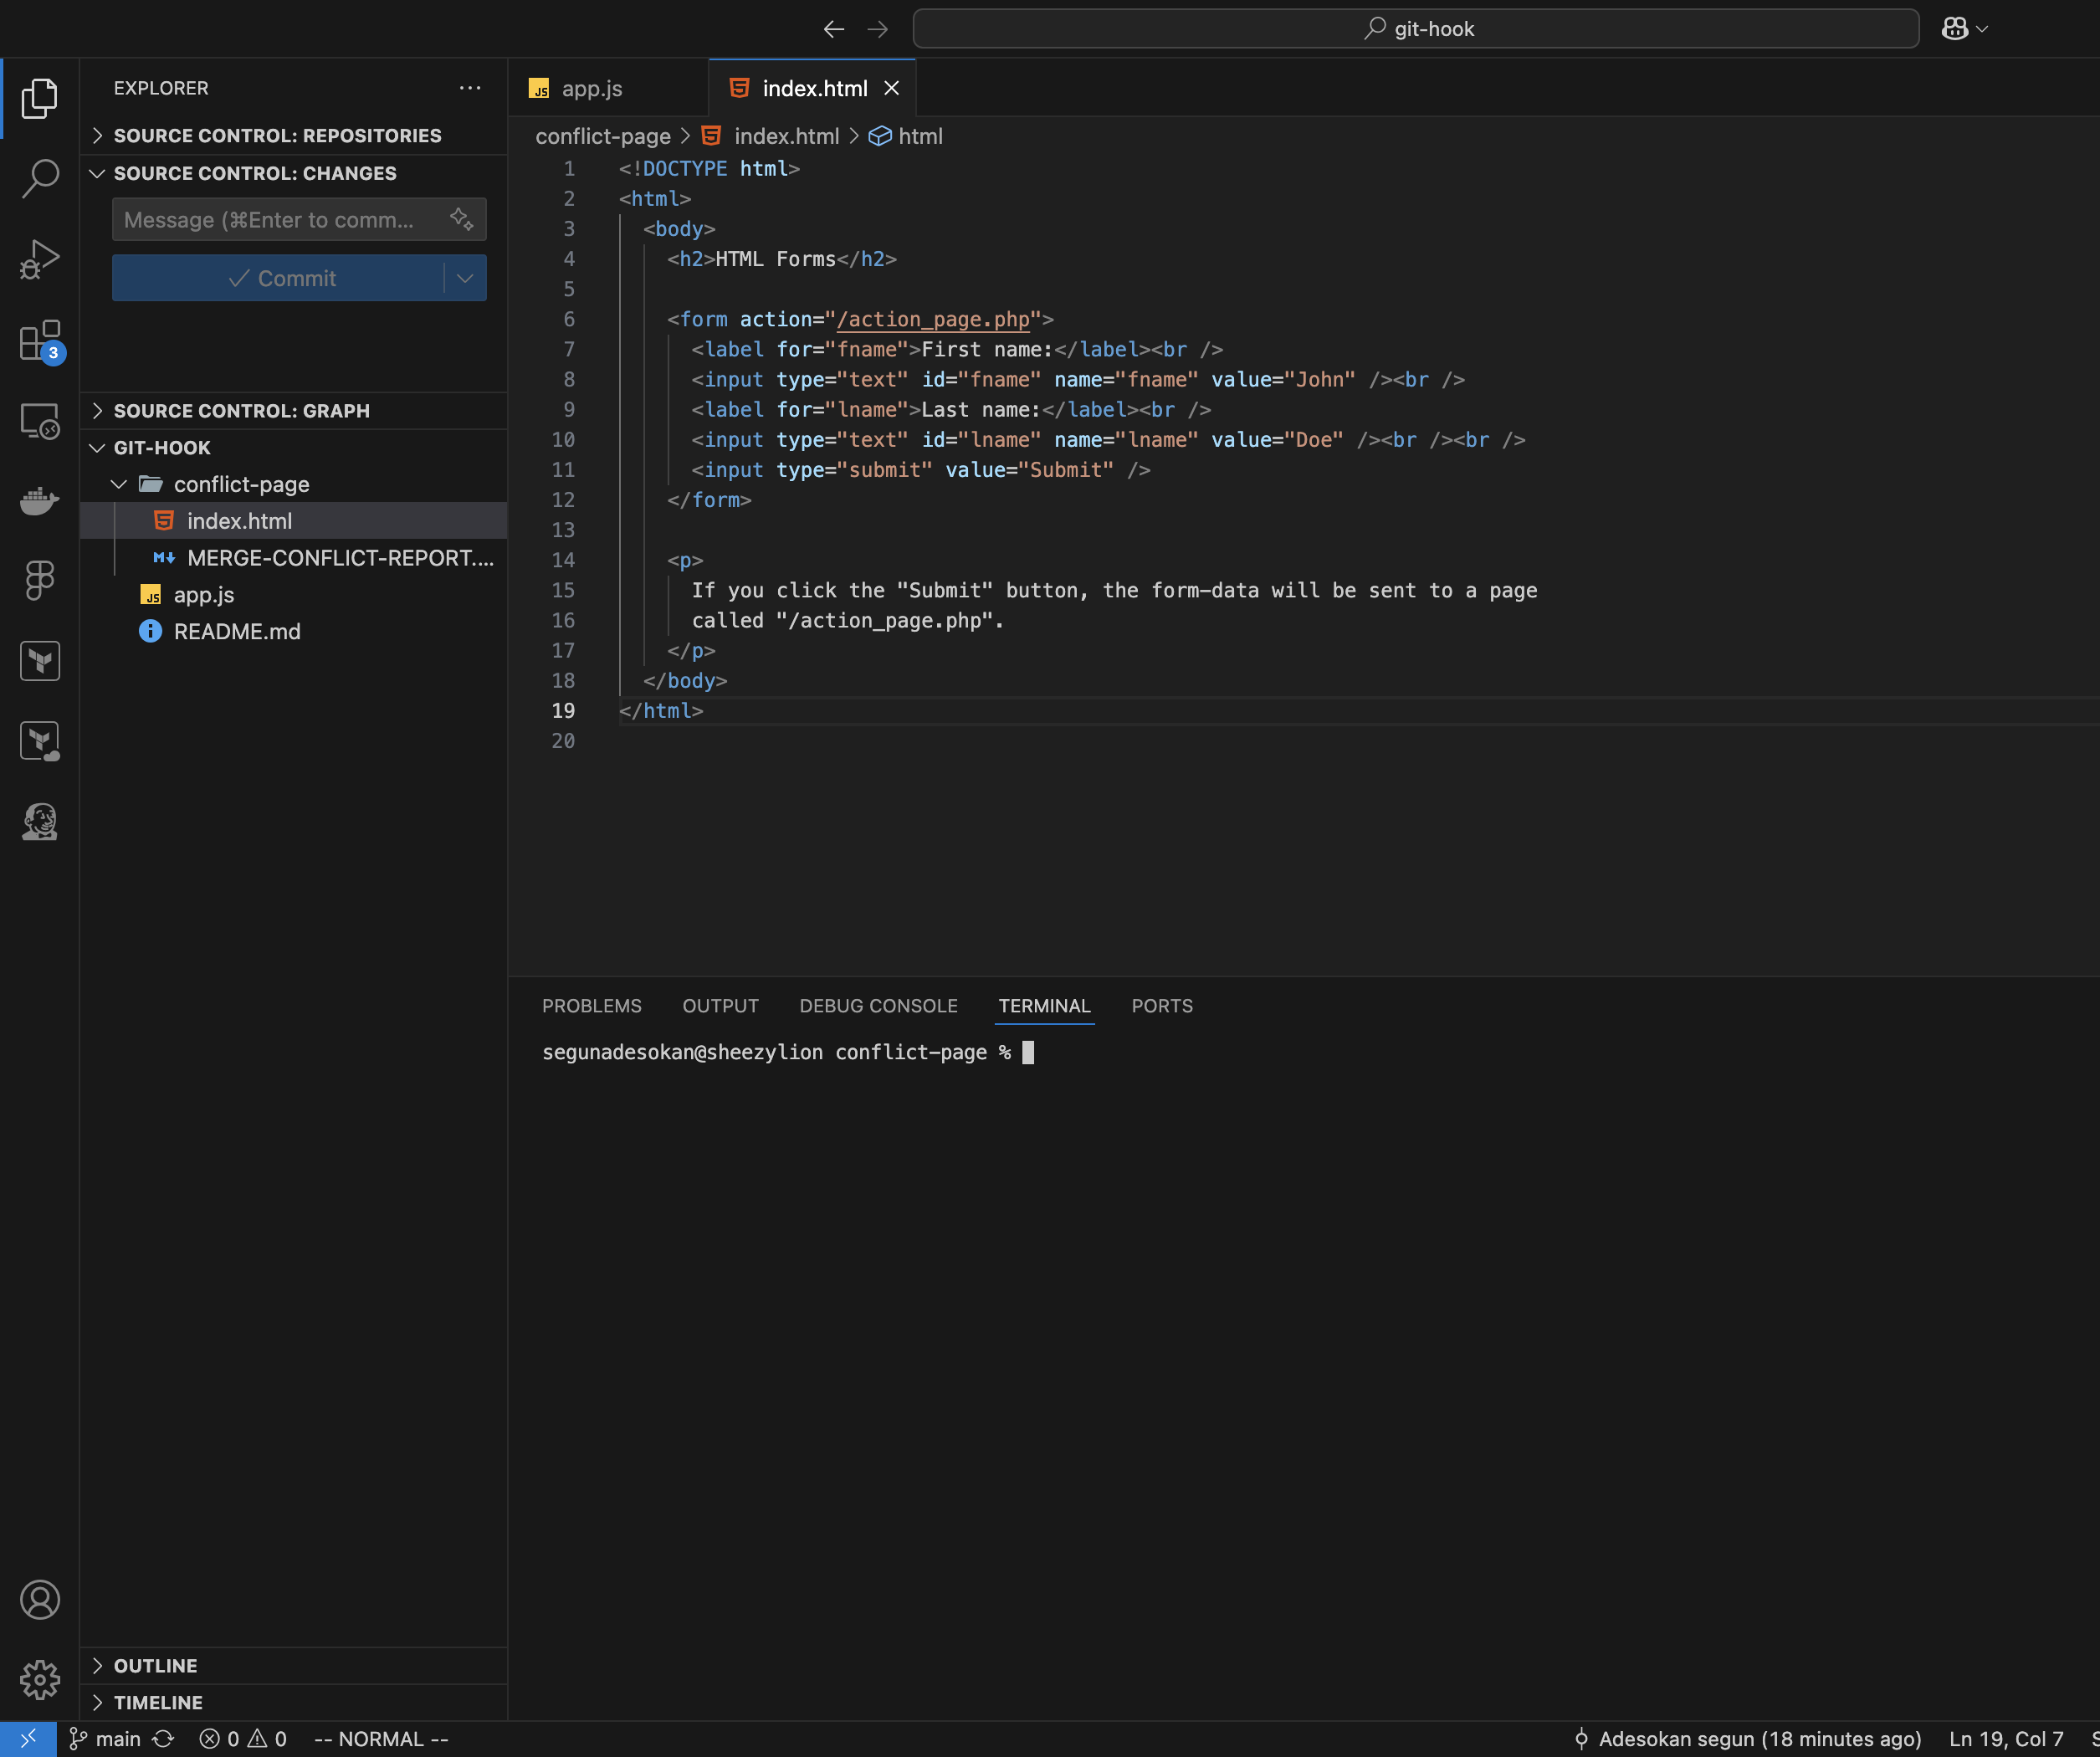 git-hook
EXPLORER
SOURCE CONTROL: REPOSITORIES
SOURCE CONTROL: CHANGES
Message (⌘Enter to comm...
Commit
3
SOURCE CONTROL: GRAPH
GIT-HOOK
conflict-page
index.html
MERGE-CONFLICT-REPORT....
JS app.js
README.md
OUTLINE
TIMELINE
JS app.js
index.html
conflict-page > index.html > html
1 <!DOCTYPE html>
2 <html>
3 <body>
4 <h2>HTML Forms</h2>
5
6 <form action="/action_page.php">
7 <label for="fname">First name:</label><br />
8 <input type="text" id="fname" name="fname" value="John" /><br />
9 <label for="lname">Last name:</label><br />
10 <input type="text" id="lname" name="lname" value="Doe" /><br /><br />
11 <input type="submit" value="Submit" />
12 </form>
13
14 <p>
15 If you click the "Submit" button, the form-data will be sent to a page
16 called "/action_page.php".
17 </p>
18 </body>
19 </html>
20
PROBLEMS OUTPUT DEBUG CONSOLE TERMINAL PORTS
segunadesokan@sheezylion conflict-page %
main 0 0 -- NORMAL -- Adesokan segun (18 minutes ago) Ln 19, Col 7